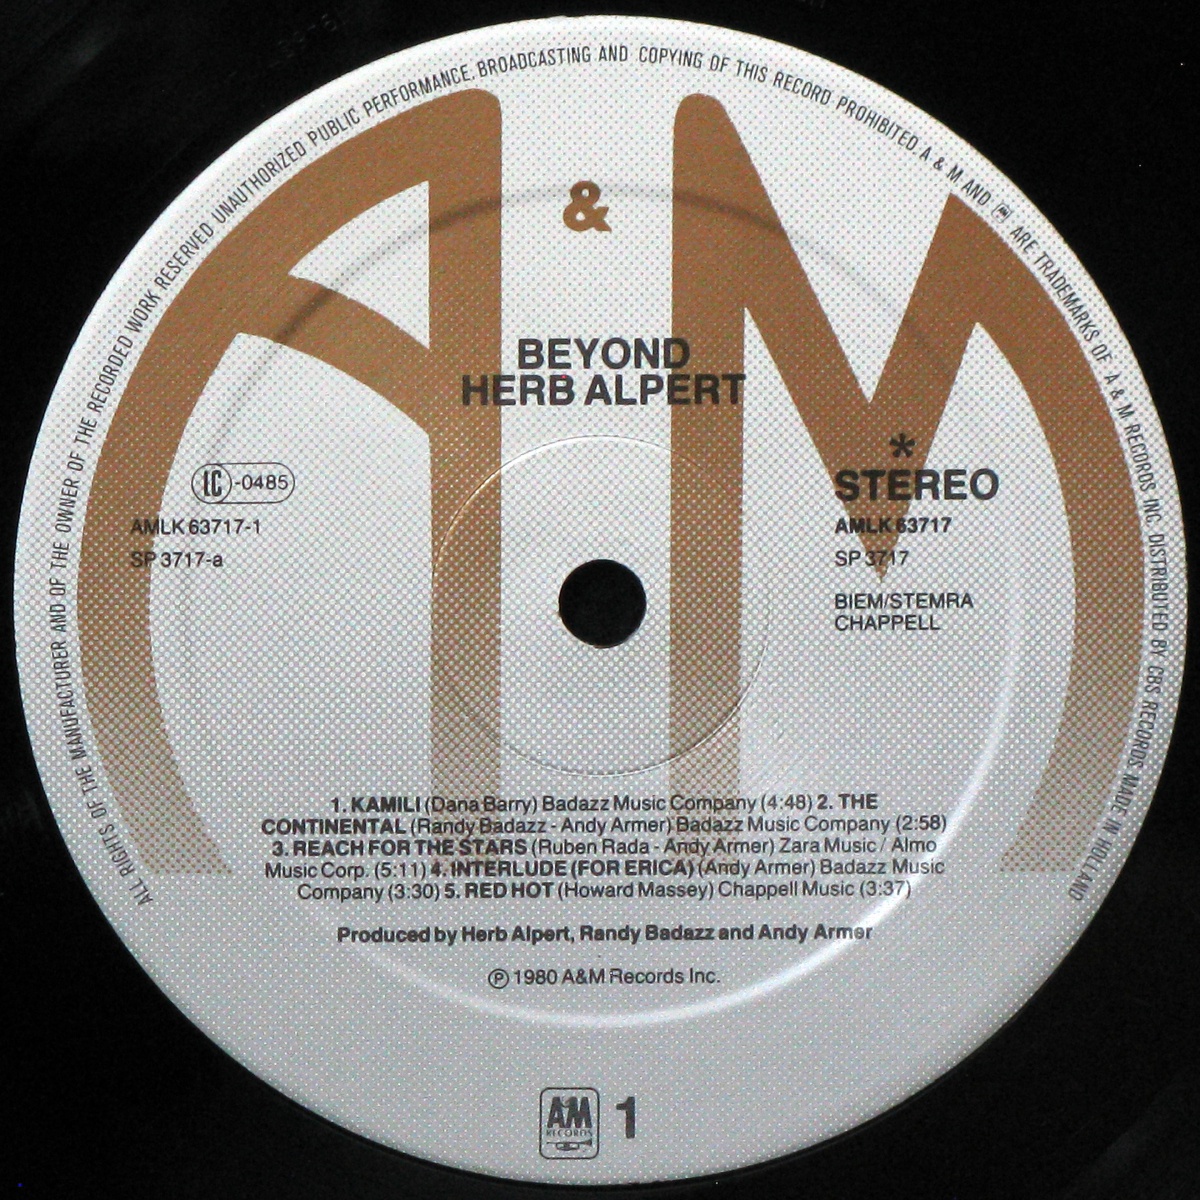 ALL RIGHTS OF THE MANUFACTURER AND OF THE OWNER OF THE RECORDED WORK RESERVED UNAUTHORIZED PUBLIC PERFORMANCE, BROADCASTING AND COPYING OF THIS RECORD PROHIBITED. A & M AND AM ARE TRADEMARKS OF A & M RECORDS INC. DISTRIBUTED BY CBS RECORDS MADE IN HOLLAND
A & M
BEYOND
HERB ALPERT
LC-0485
AMLK 63717-1
SP 3717-a
*
STEREO
AMLK 63717
SP 3717
BIEM/STEMRA
CHAPPELL
1. KAMILI (Dana Barry) Badazz Music Company (4:48) 2. THE
CONTINENTAL (Randy Badazz - Andy Armer) Badazz Music Company (2:58)
3. REACH FOR THE STARS (Ruben Rada - Andy Armer) Zara Music / Almo
Music Corp. (5:11) 4. INTERLUDE (FOR ERICA) (Andy Armer) Badazz Music
Company (3:30) 5. RED HOT (Howard Massey) Chappell Music (3:37)
Produced by Herb Alpert, Randy Badazz and Andy Armer
℗ 1980 A&M Records Inc.
AM
RECORDS
1